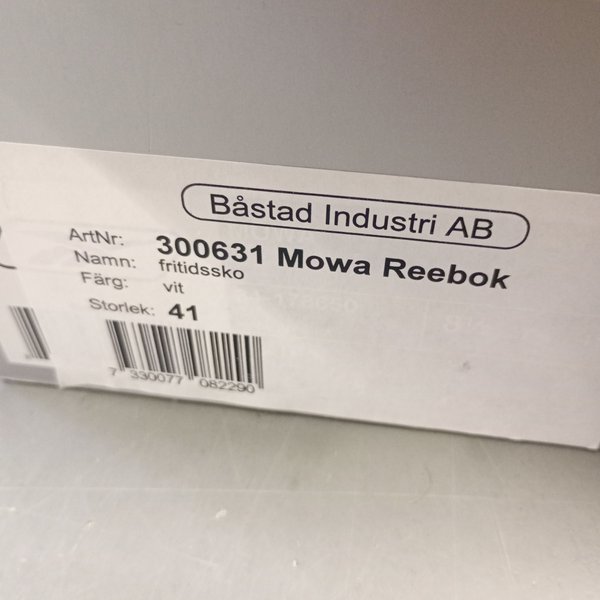 Båstad Industri AB
ArtNr: 300631 Mowa Reebok
Namn: fritidssko
Färg: vit
Storlek: 41
7 330077 082290